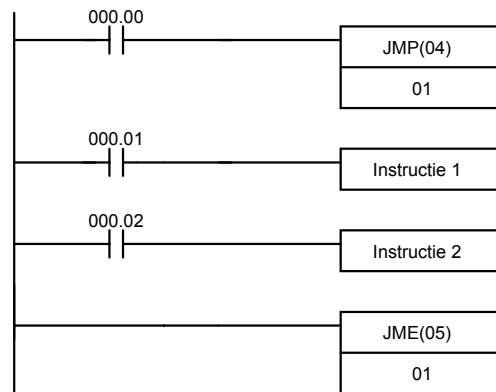 000.00
JMP(04)
01
000.01
Instructie 1
000.02
Instructie 2
JME(05)
01